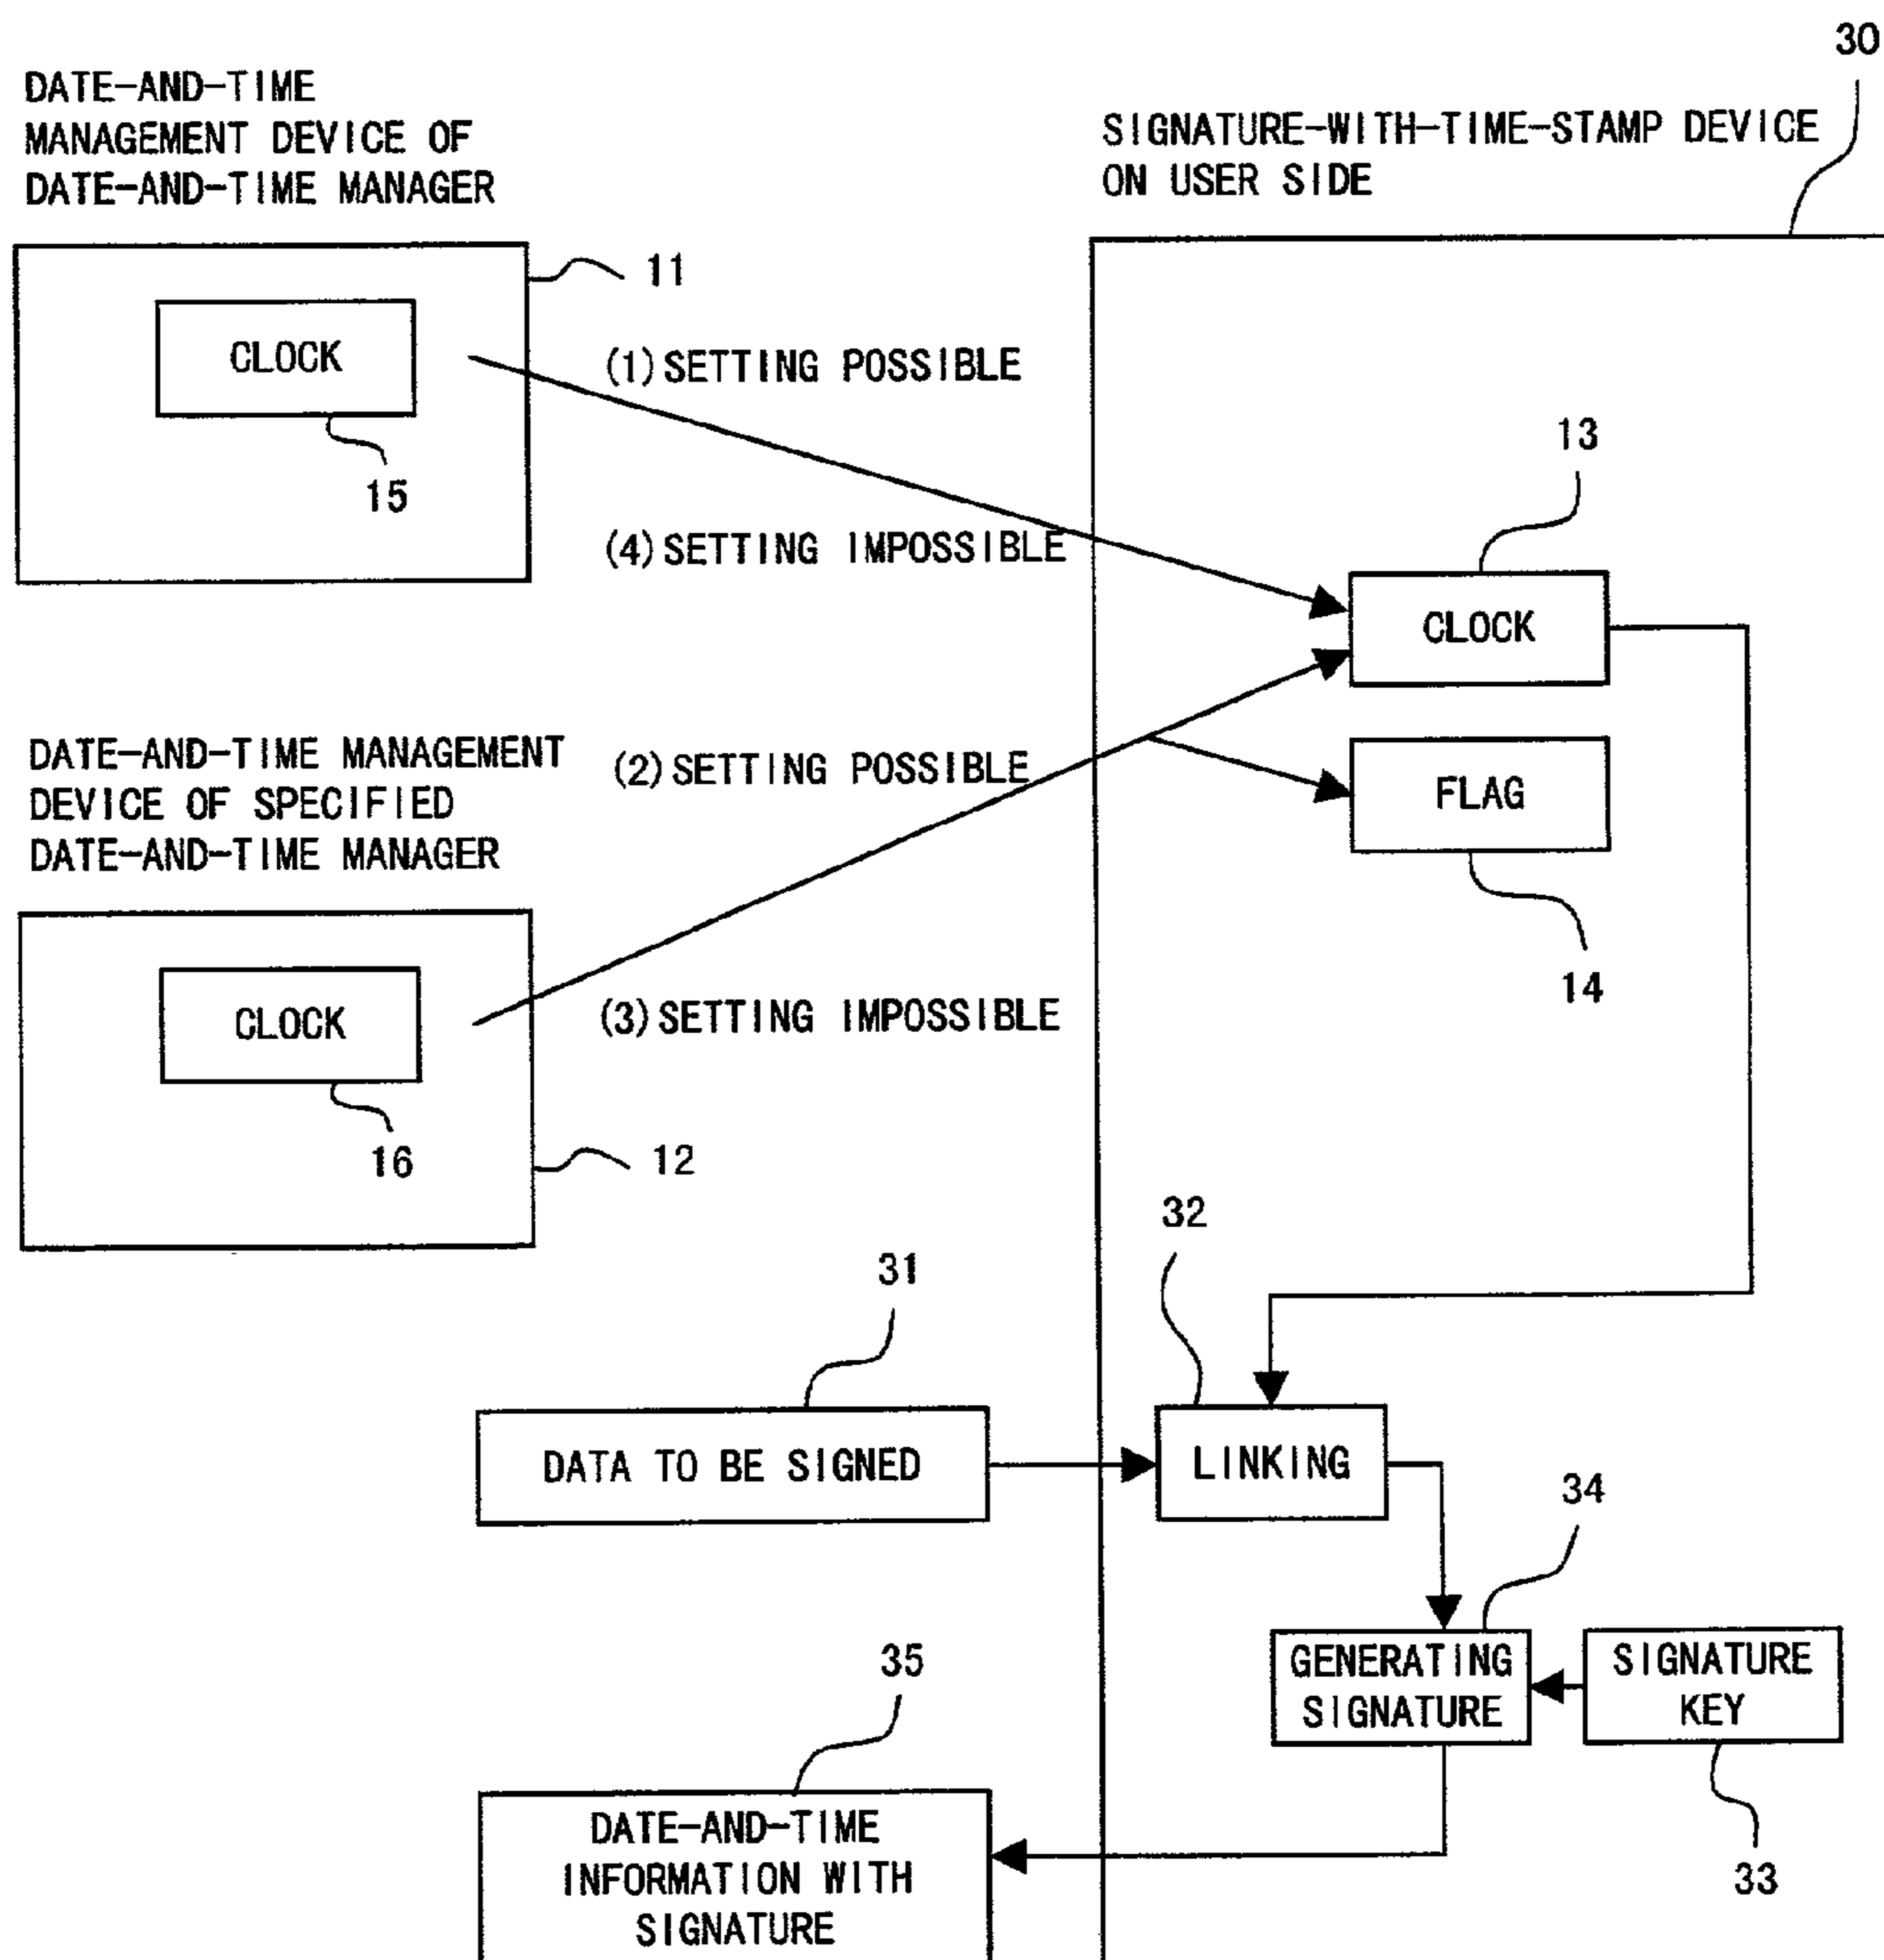 30
DATE-AND-TIME
MANAGEMENT DEVICE OF
DATE-AND-TIME MANAGER
SIGNATURE-WITH-TIME-STAMP DEVICE
ON USER SIDE
11
CLOCK
(1) SETTING POSSIBLE
15
13
(4) SETTING IMPOSSIBLE
CLOCK
DATE-AND-TIME MANAGEMENT
DEVICE OF SPECIFIED
DATE-AND-TIME MANAGER
(2) SETTING POSSIBLE
FLAG
14
CLOCK
(3) SETTING IMPOSSIBLE
16
12
32
31
DATA TO BE SIGNED
LINKING
34
35
GENERATING
SIGNATURE
SIGNATURE
KEY
33
DATE-AND-TIME
INFORMATION WITH
SIGNATURE